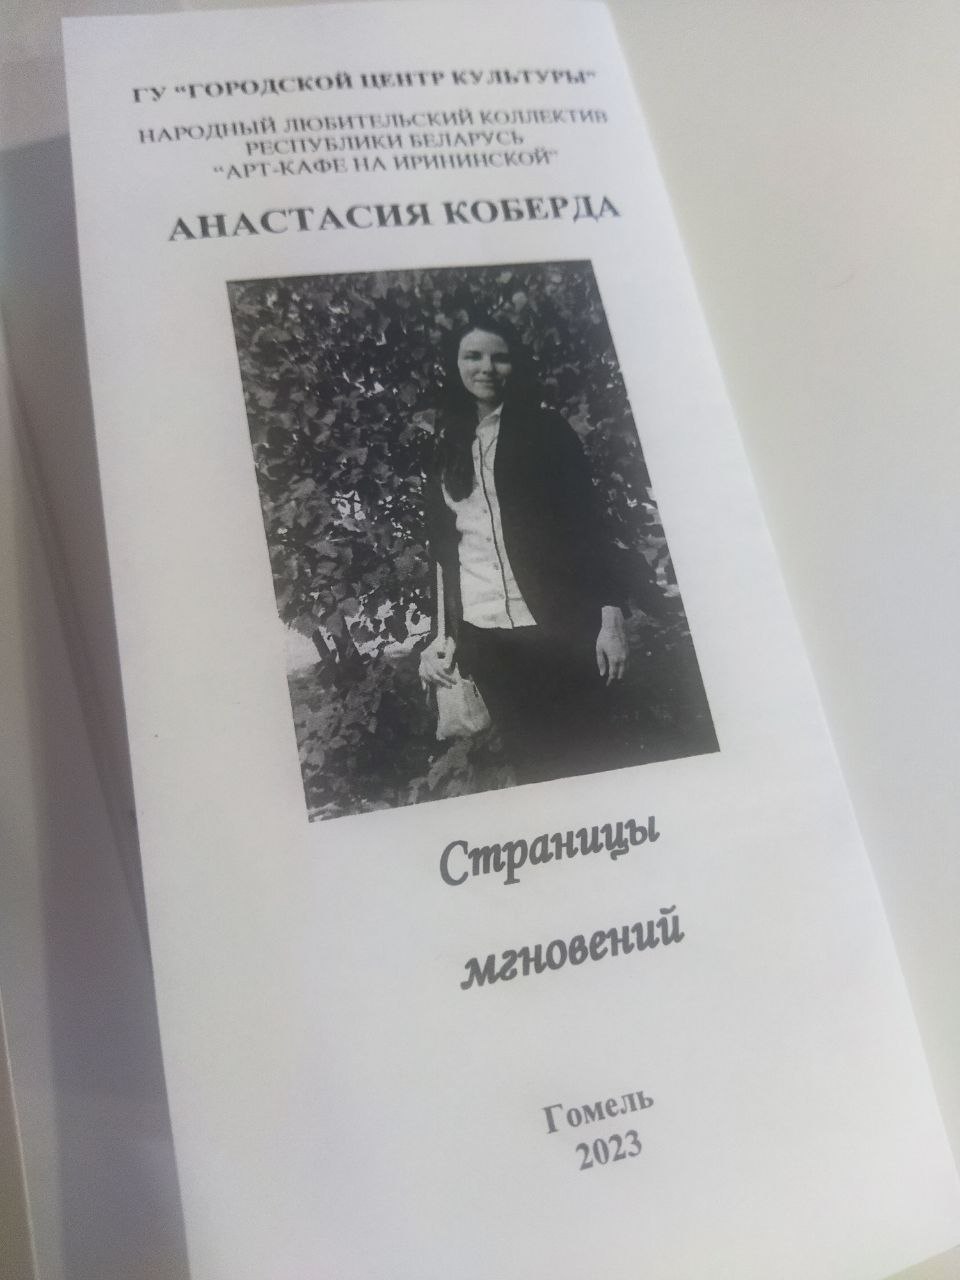 ГУ "ГОРОДСКОЙ ЦЕНТР КУЛЬТУРЫ"
НАРОДНЫЙ ЛЮБИТЕЛЬСКИЙ КОЛЛЕКТИВ
РЕСПУБЛИКИ БЕЛАРУСЬ
"АРТ-КАФЕ НА ИРИНИНСКОЙ"
АНАСТАСИЯ КОБЕРДА
Страницы
мгновений
Гомель
2023